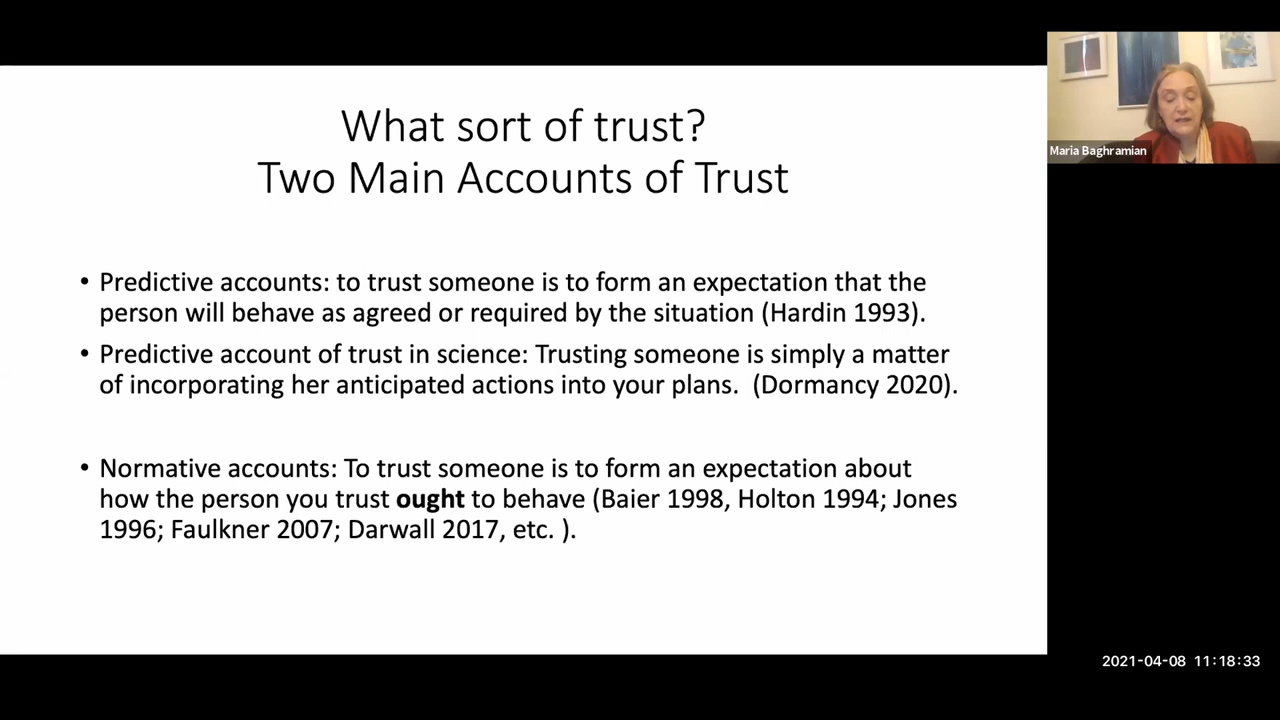 What sort of trust?
Two Main Accounts of Trust
• Predictive accounts: to trust someone is to form an expectation that the
person will behave as agreed or required by the situation (Hardin 1993).
• Predictive account of trust in science: Trusting someone is simply a matter
of incorporating her anticipated actions into your plans. (Dormancy 2020).
• Normative accounts: To trust someone is to form an expectation about
how the person you trust ought to behave (Baier 1998, Holton 1994; Jones
1996; Faulkner 2007; Darwall 2017, etc. ).
Maria Baghramian
2021-04-08 11:18:33